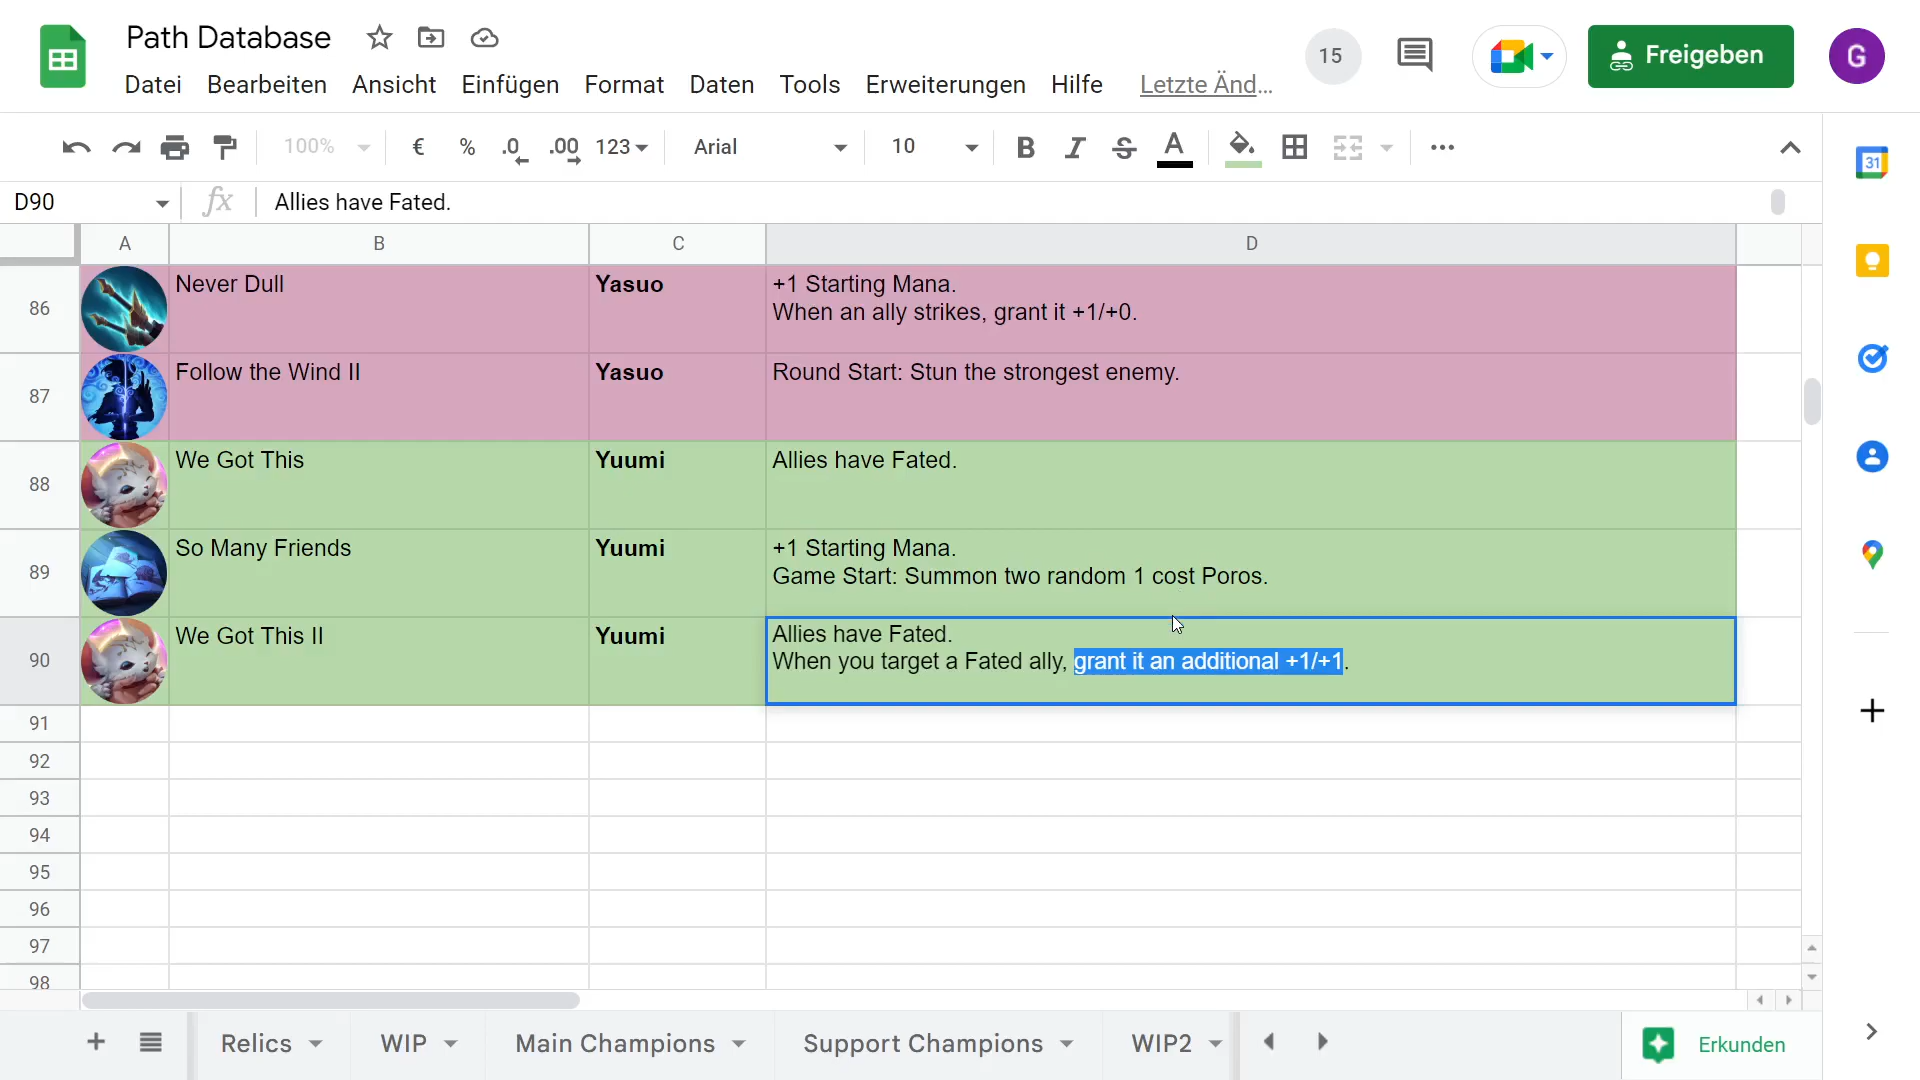 Path Database
15
Freigeben
G
Datei Bearbeiten Ansicht Einfügen Format Daten Tools Erweiterungen Hilfe Letzte Änd...
100% € % .0 .00 123 Arial 10 B I S A
31
D90 fx Allies have Fated.
A B C D
86 Never Dull Yasuo +1 Starting Mana.
When an ally strikes, grant it +1/+0.
87 Follow the Wind II Yasuo Round Start: Stun the strongest enemy.
88 We Got This Yuumi Allies have Fated.
89 So Many Friends Yuumi +1 Starting Mana.
Game Start: Summon two random 1 cost Poros.
90 We Got This II Yuumi Allies have Fated.
When you target a Fated ally, grant it an additional +1/+1.
91
92
93
94
95
96
97
98
Relics WIP Main Champions Support Champions WIP2 Erkunden